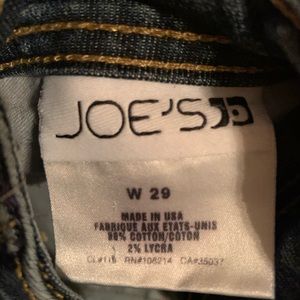 JOE'S
W 29
MADE IN USA
FABRIQUE AUX ETATS-UNIS
98% COTTON/COTON
2% LYCRA
RN#106214 CA#35037